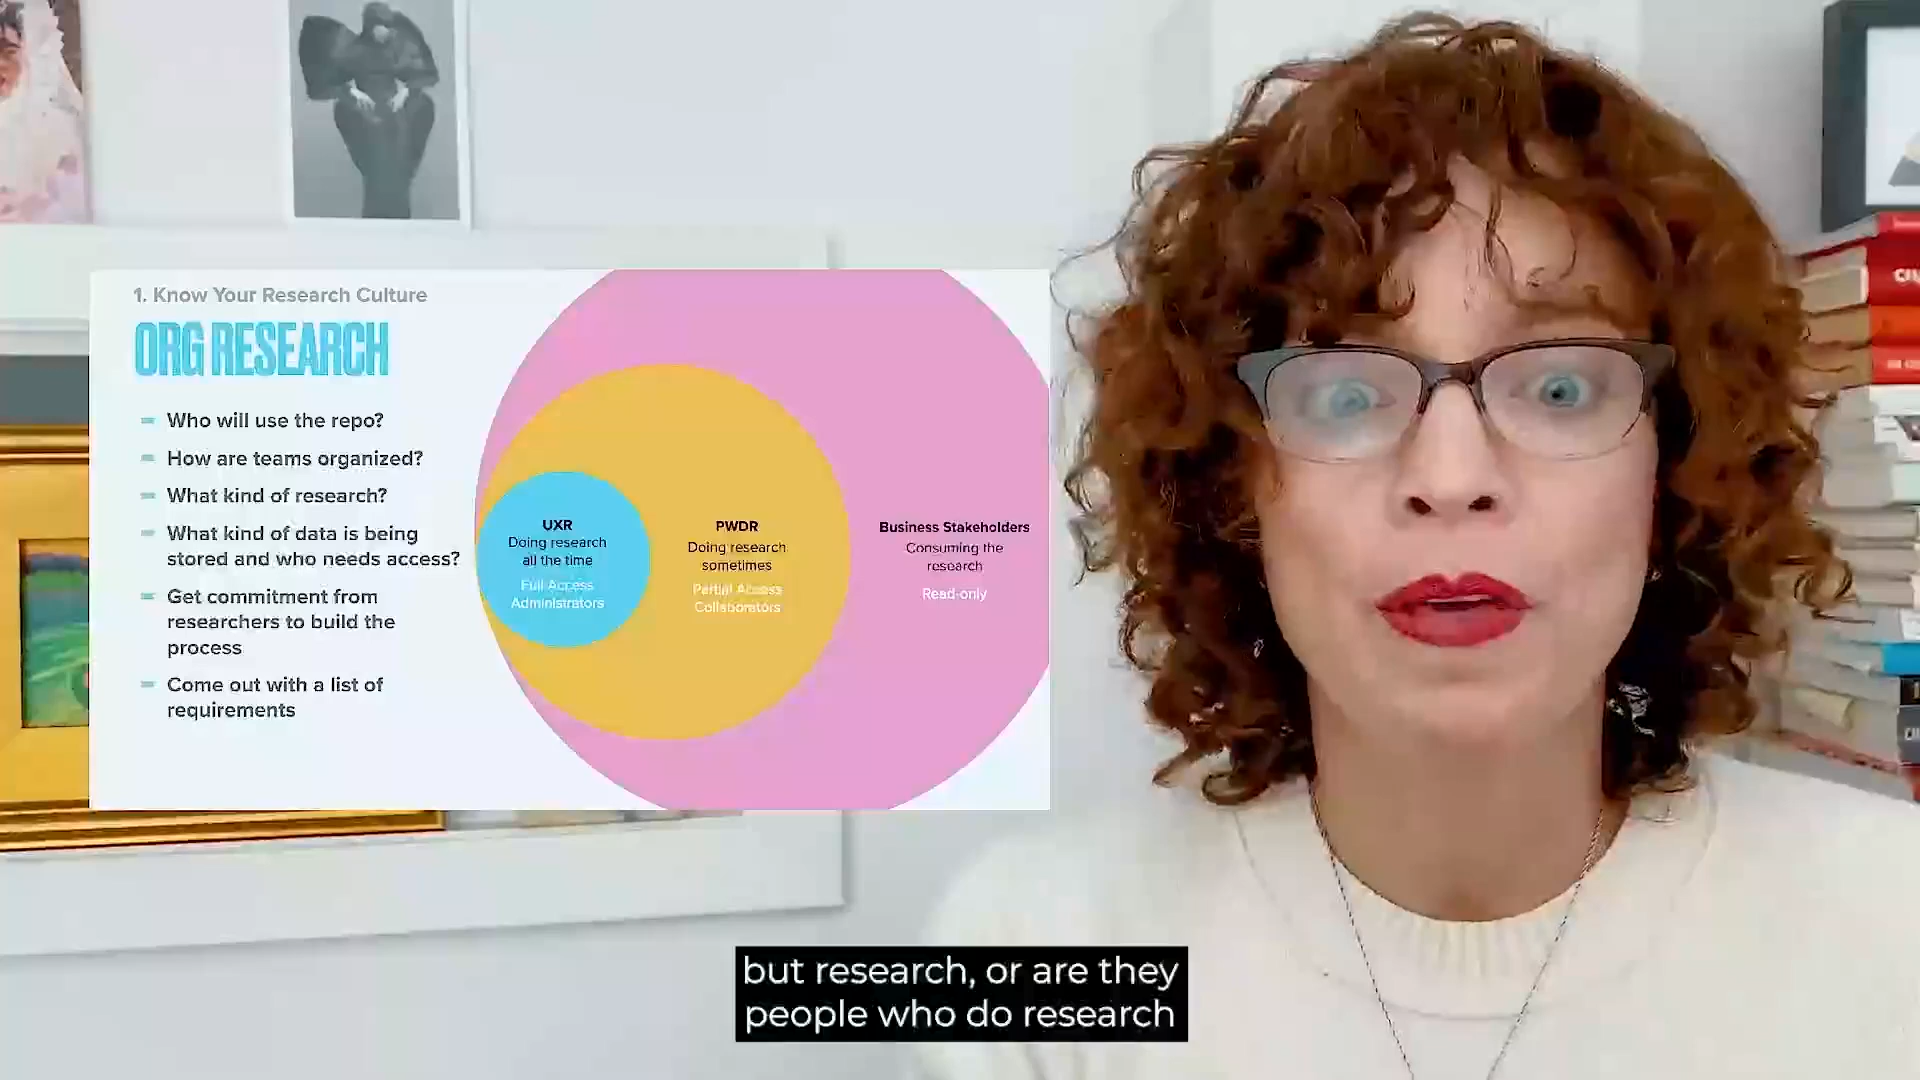 1. Know Your Research Culture
ORG RESEARCH
Who will use the repo?
How are teams organized?
What kind of research?
What kind of data is being
stored and who needs access?
Get commitment from
researchers to build the
process
Come out with a list of
requirements
UXR
Doing research
all the time
Full Access
Administrators
PWDR
Doing research
sometimes
Partial Access
Collaborators
Business Stakeholders
Consuming the
research
Read-only
but research, or are they
people who do research